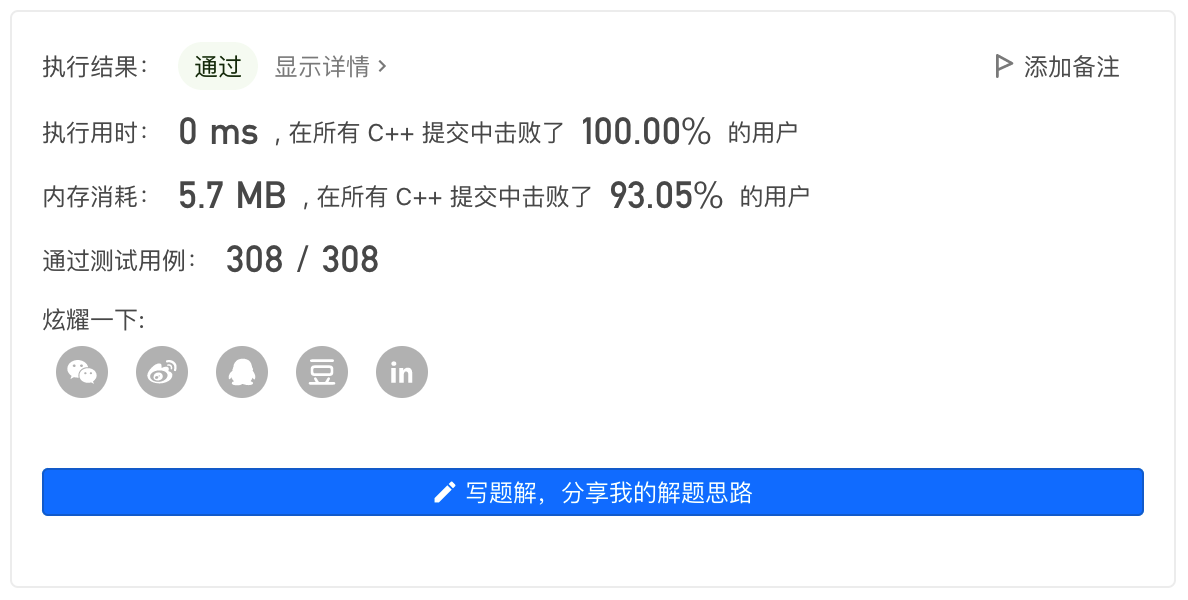 执行结果： 通过 显示详情 › 添加备注
执行用时： 0 ms , 在所有 C++ 提交中击败了 100.00% 的用户
内存消耗： 5.7 MB , 在所有 C++ 提交中击败了 93.05% 的用户
通过测试用例： 308 / 308
炫耀一下:
豆 in
写题解，分享我的解题思路